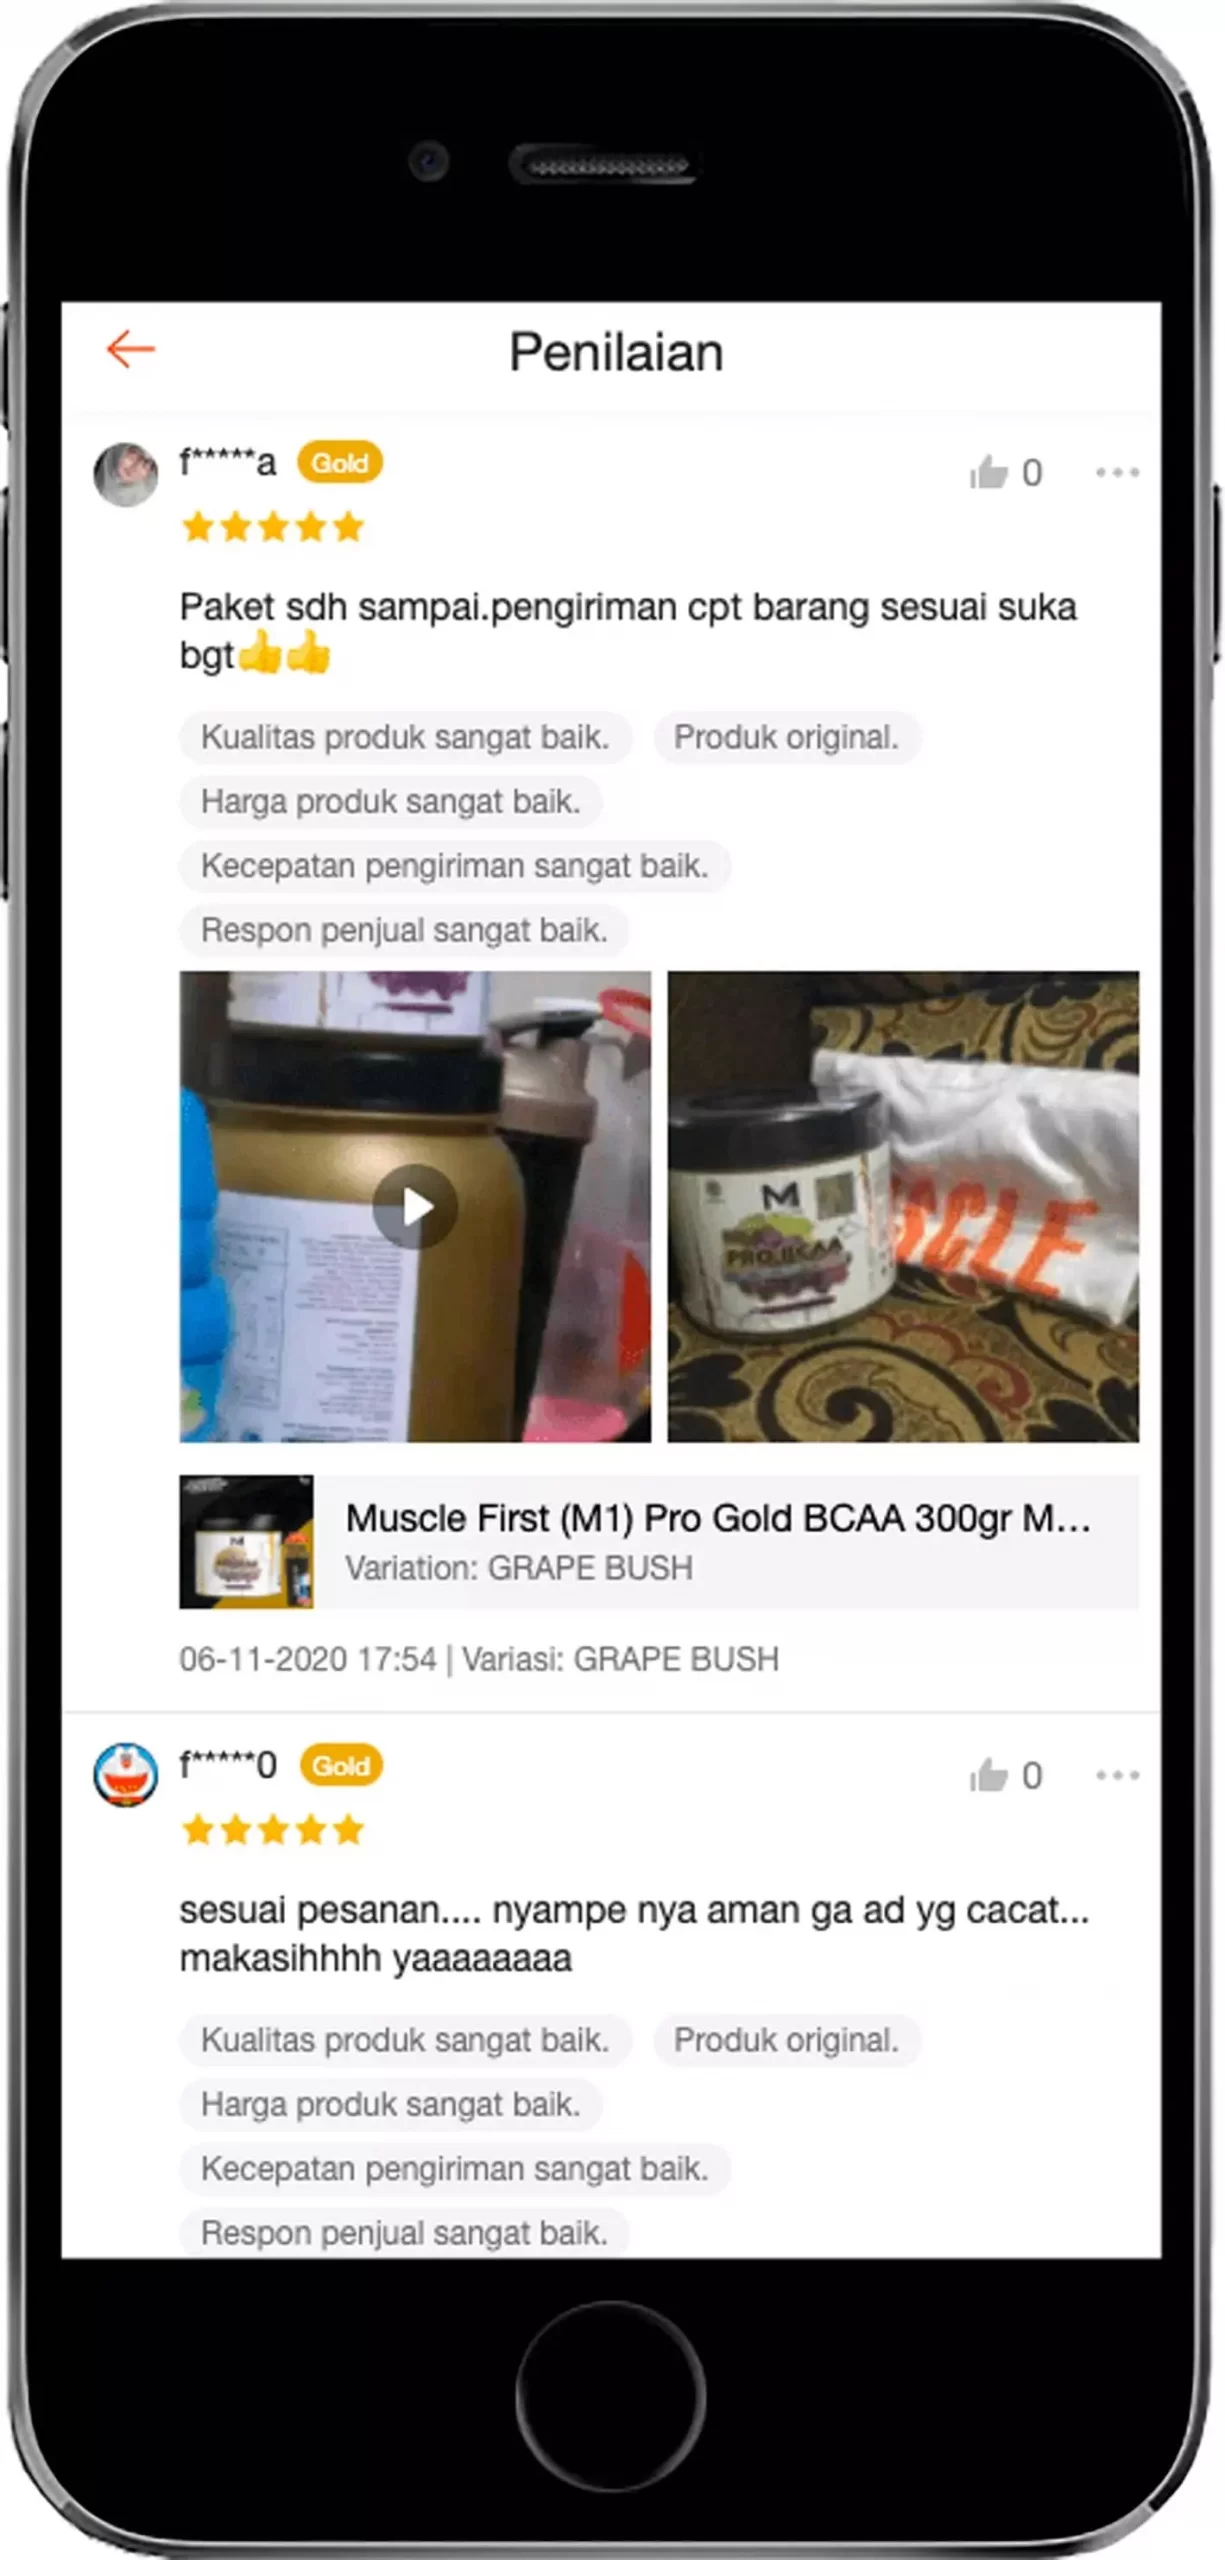 Penilaian
f*****a Gold
0
Paket sdh sampai.pengiriman cpt barang sesuai suka
bgt👍👍
Kualitas produk sangat baik. Produk original.
Harga produk sangat baik.
Kecepatan pengiriman sangat baik.
Respon penjual sangat baik.
M
PRO BCAA
SCLE
Muscle First (M1) Pro Gold BCAA 300gr M...
Variation: GRAPE BUSH
06-11-2020 17:54 | Variasi: GRAPE BUSH
f*****0 Gold
0
sesuai pesanan.... nyampe nya aman ga ad yg cacat...
makasihhhh yaaaaaaaa
Kualitas produk sangat baik. Produk original.
Harga produk sangat baik.
Kecepatan pengiriman sangat baik.
Respon penjual sangat baik.